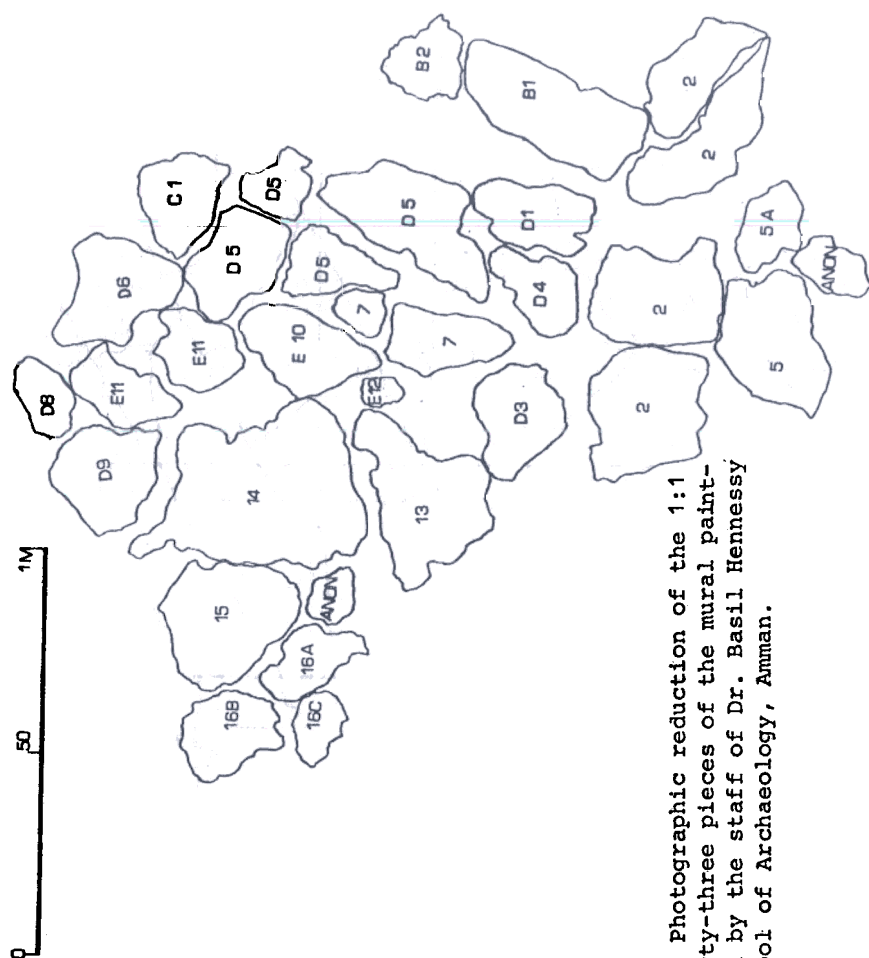 0 50 1M
D8
D9
E11
D6
C1
E11
15
16B
D5
14
D5
E10
16A
16C
D5
ANON
7
E12
D5
13
B2
7
D3
D1
B1
D4
2
2
2
2
5A
5
ANON
Photographic reduction of the 1:1
ty-three pieces of the mural paint-
by the staff of Dr. Basil Hennessy
ol of Archaeology, Amman.